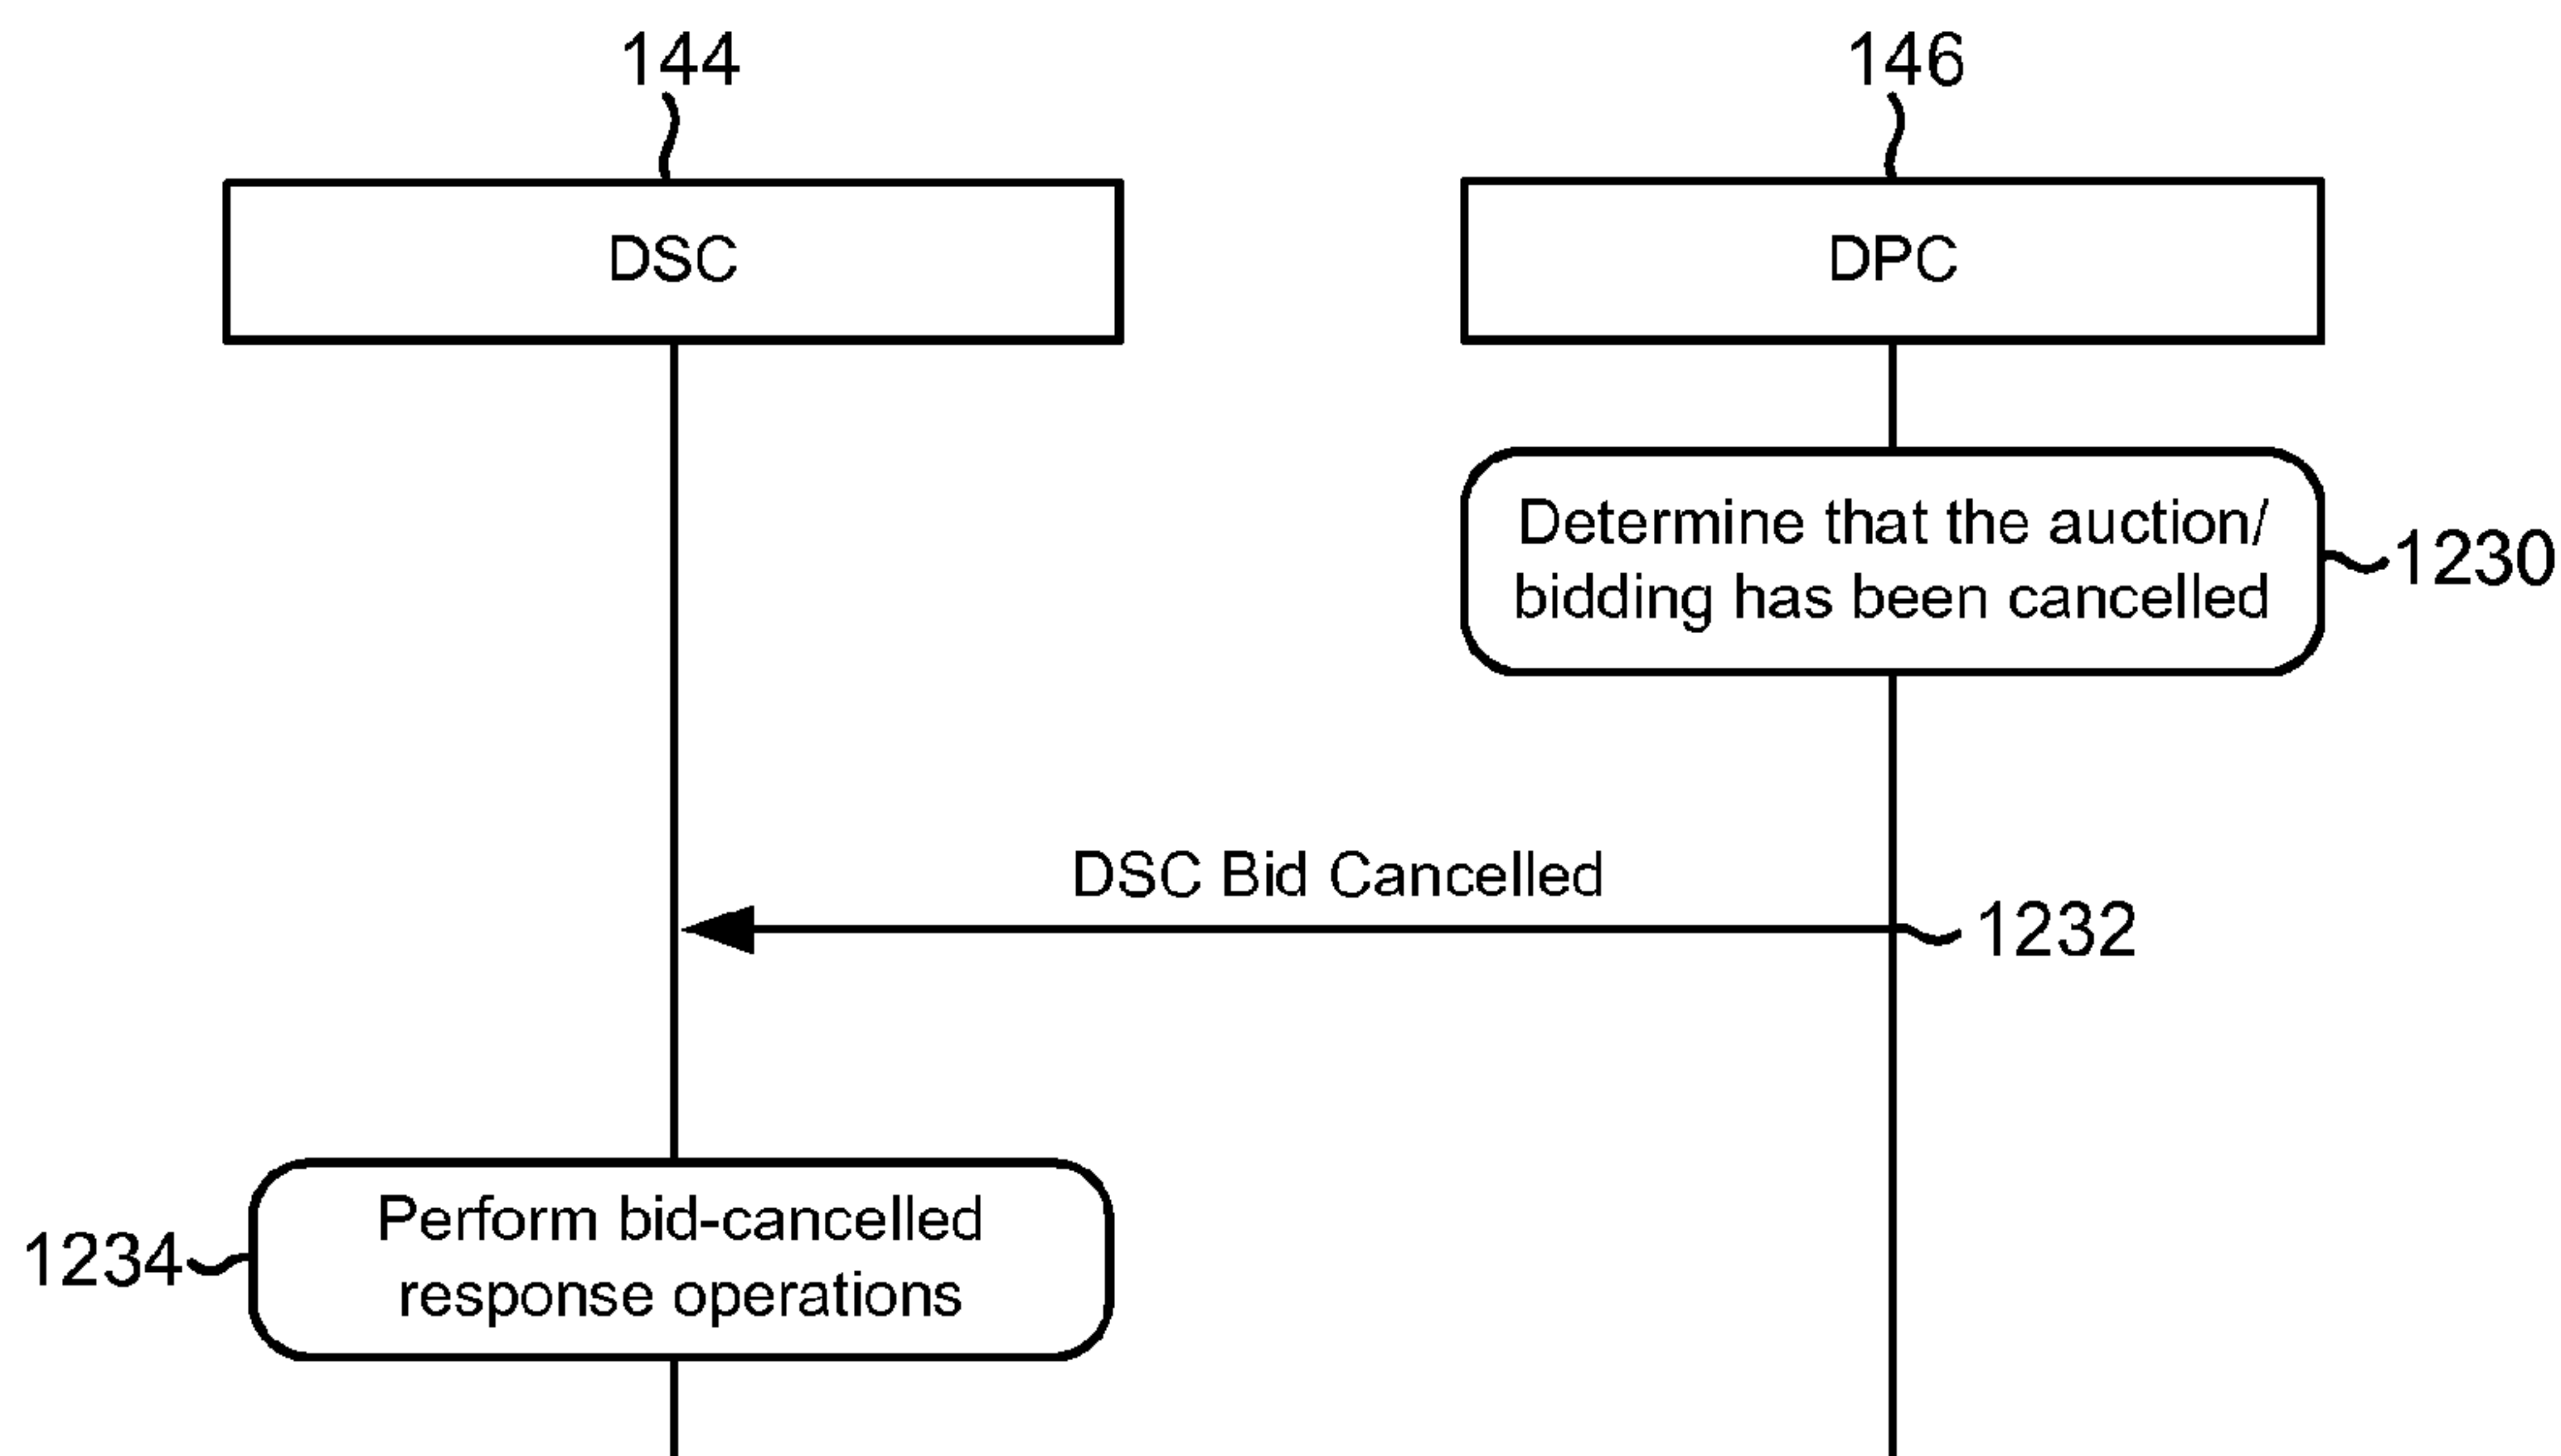 144
146
DSC
DPC
Determine that the auction/
bidding has been cancelled
1230
DSC Bid Cancelled
1232
Perform bid-cancelled
response operations
1234